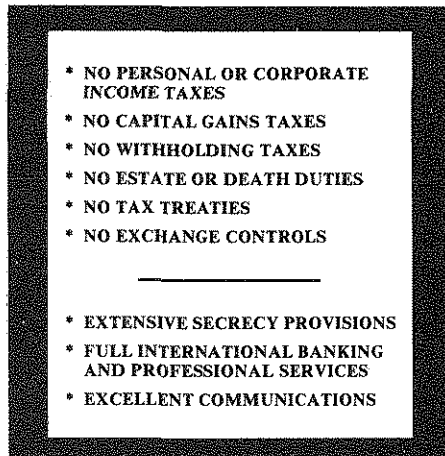 * NO PERSONAL OR CORPORATE
INCOME TAXES
* NO CAPITAL GAINS TAXES
* NO WITHHOLDING TAXES
* NO ESTATE OR DEATH DUTIES
* NO TAX TREATIES
* NO EXCHANGE CONTROLS
* EXTENSIVE SECRECY PROVISIONS
* FULL INTERNATIONAL BANKING
AND PROFESSIONAL SERVICES
* EXCELLENT COMMUNICATIONS